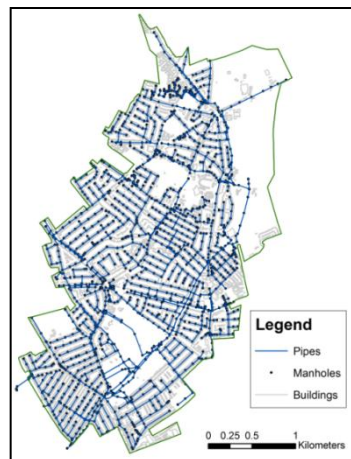 Legend
Pipes
Manholes
Buildings
0 0.25 0.5 1
Kilometers